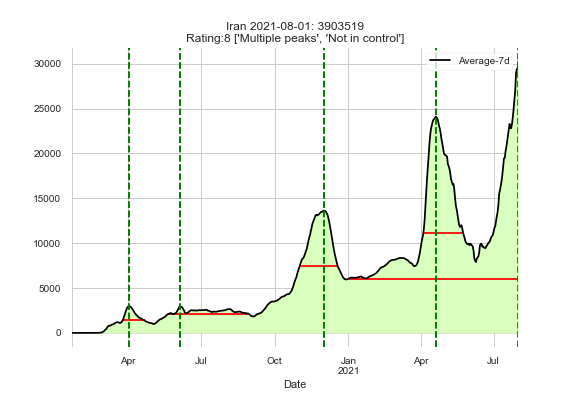 Iran 2021-08-01: 3903519
Rating:8 ['Multiple peaks', 'Not in control']
Average-7d
30000
25000
20000
15000
10000
5000
0
Apr
Jul
Oct
Jan
2021
Apr
Jul
Date